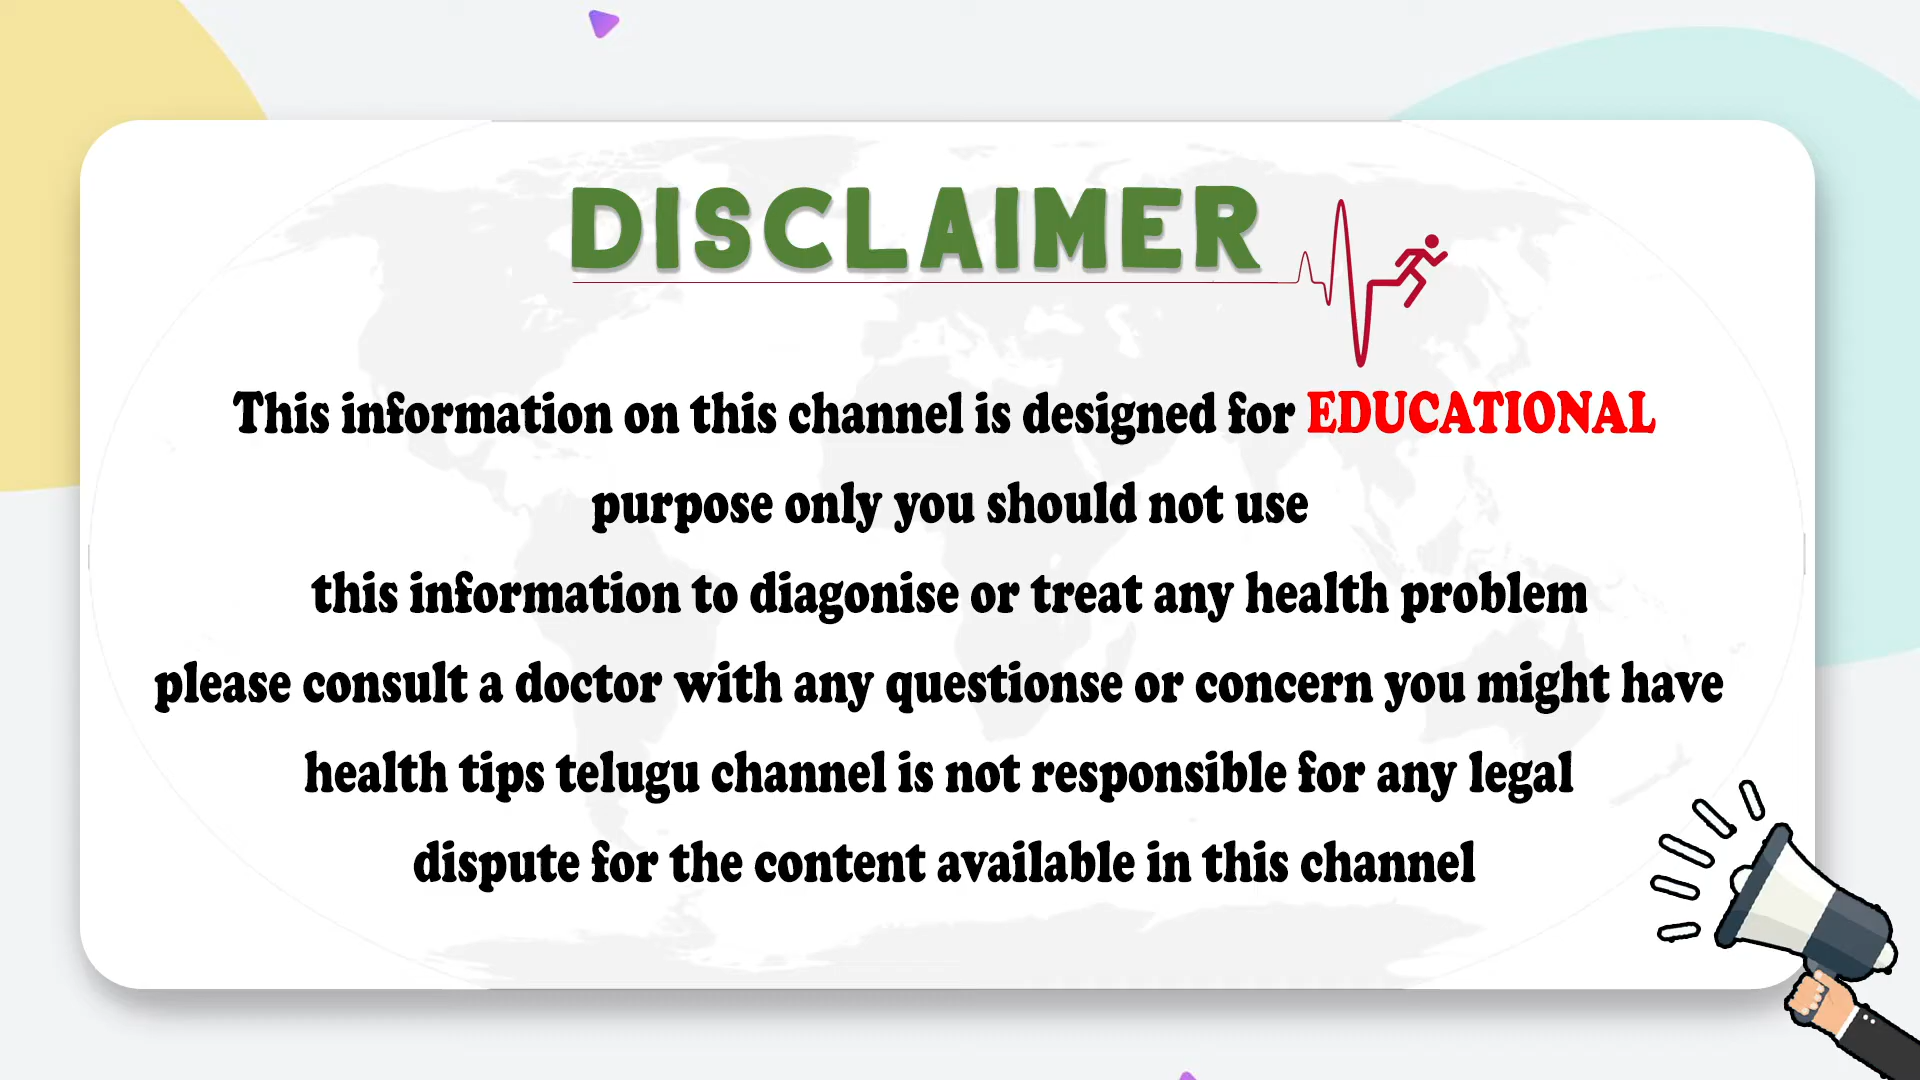 DISCLAIMER
This information on this channel is designed for EDUCATIONAL
purpose only you should not use
this information to diagonise or treat any health problem
please consult a doctor with any questionse or concern you might have
health tips telugu channel is not responsible for any legal
dispute for the content available in this channel